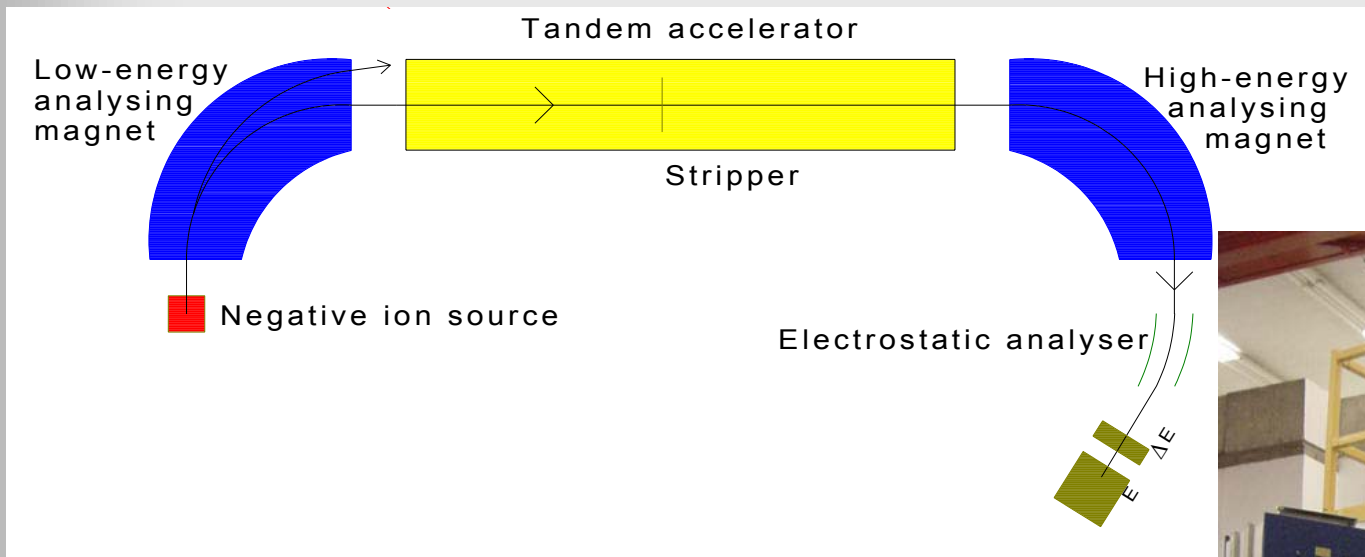 Tandem accelerator
Low-energy
analysing
magnet
High-energy
analysing
magnet
Stripper
Negative ion source
Electrostatic analyser
ΔE
E